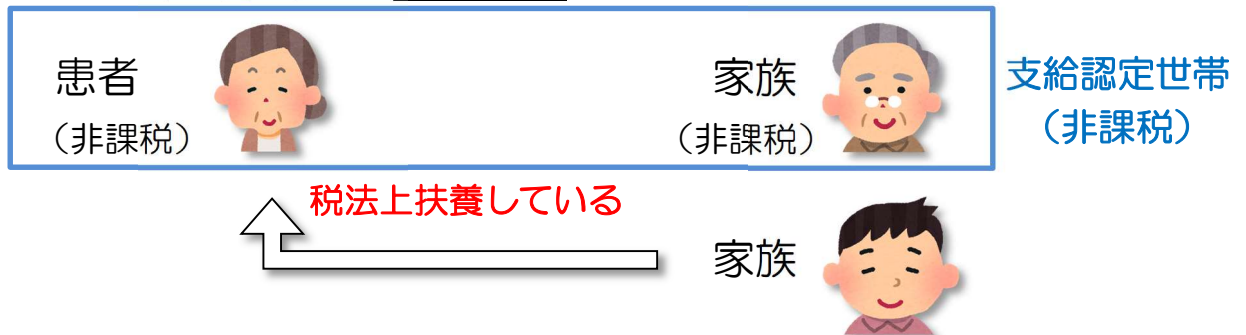 患者
(非課税)
家族
(非課税)
支給認定世帯
(非課税)
税法上扶養している
家族